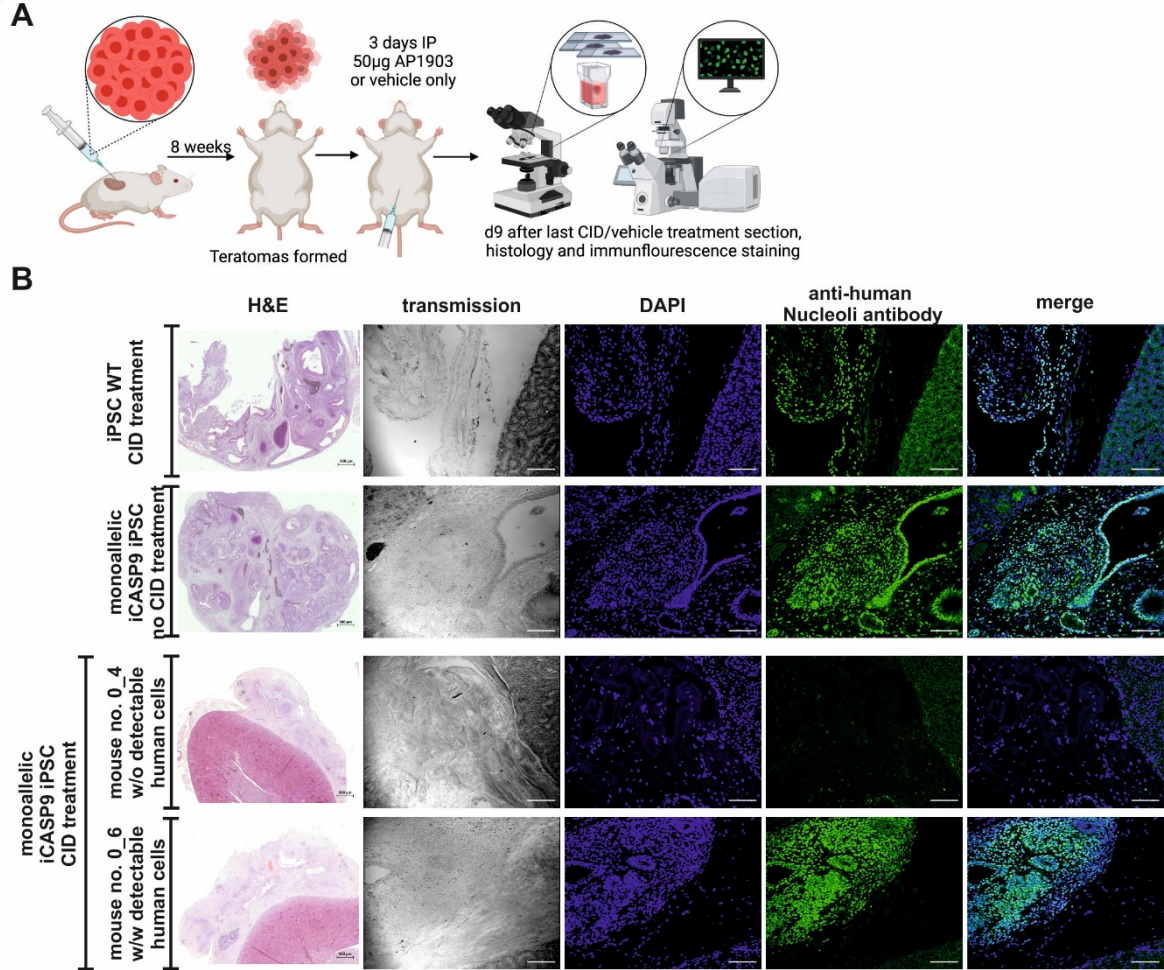 A
3 days IP
50µg AP1903
or vehicle only
8 weeks
Teratomas formed
d9 after last CID/vehicle treatment section,
histology and immunflourescence staining
B
H&E
transmission
DAPI
anti-human
Nucleoli antibody
merge
iPSC WT
CID treatment
monoallelic
iCASP9 iPSC
no CID treatment
monoallelic
iCASP9 iPSC
CID treatment
mouse no. 0_4
w/o detectable
human cells
mouse no. 0_6
w/w detectable
human cells